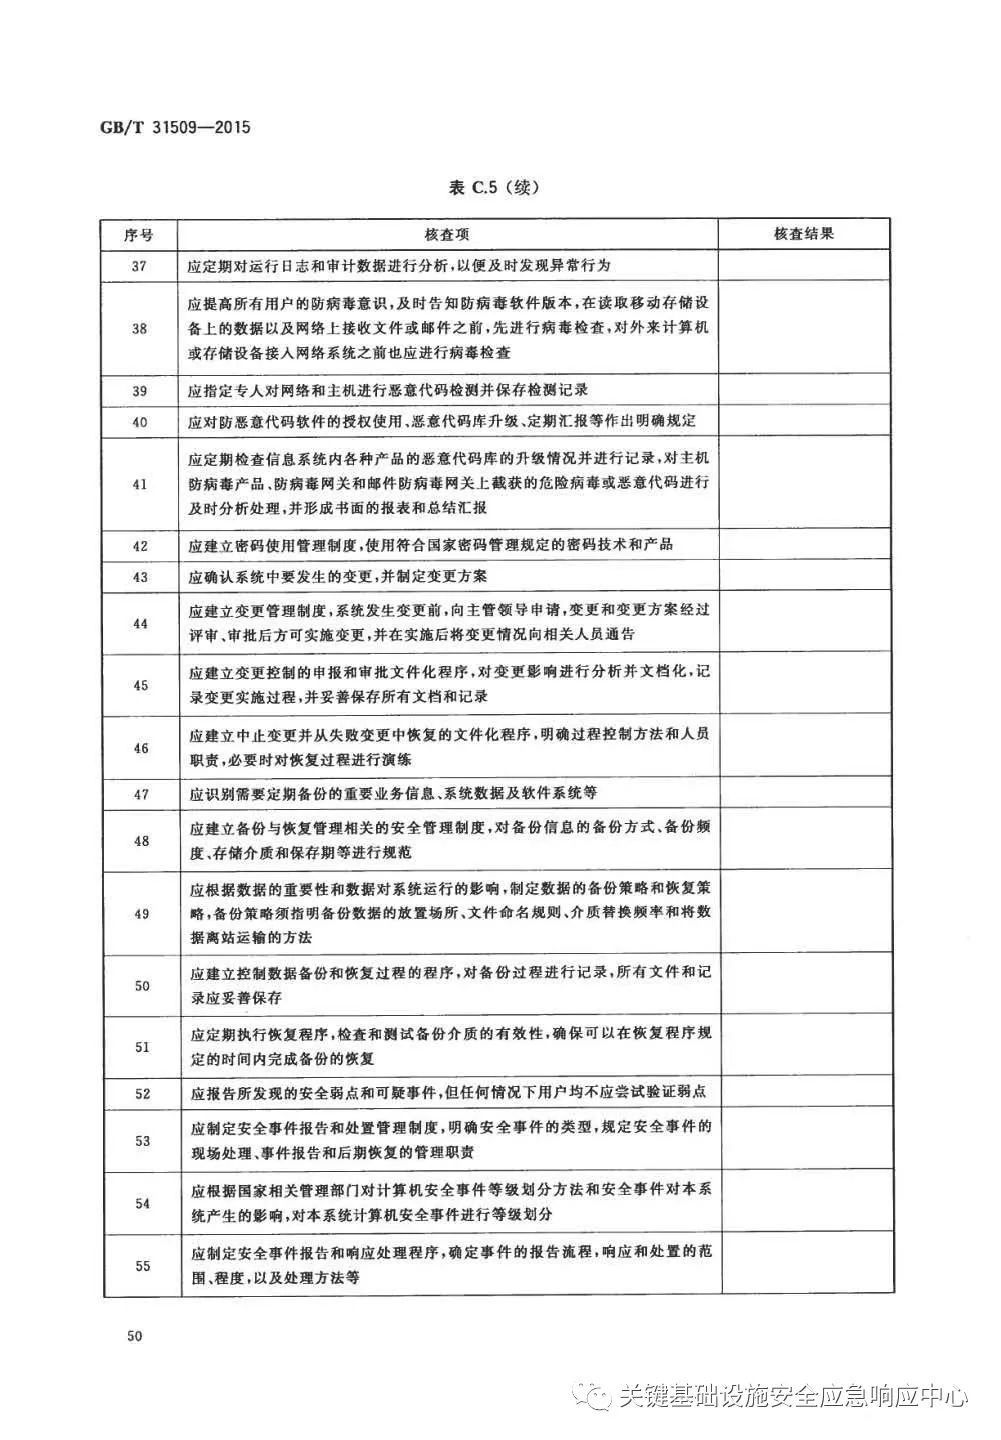 GB/T 31509—2015
表 C.5（续）
序号 核查项 核查结果
37 应定期对运行日志和审计数据进行分析,以便及时发现异常行为
应提高所有用户的防病毒意识,及时告知防病毒软件版本,在读取移动存储设
38 备上的数据以及网络上接收文件或邮件之前,先进行病毒检查,对外来计算机
或存储设备接入网络系统之前也应进行病毒检查
39 应指定专人对网络和主机进行恶意代码检测并保存检测记录
40 应对防恶意代码软件的授权使用、恶意代码库升级、定期汇报等作出明确规定
应定期检查信息系统内各种产品的恶意代码库的升级情况并进行记录,对主机
41 防病毒产品、防病毒网关和邮件防病毒网关上截获的危险病毒或恶意代码进行
及时分析处理,并形成书面的报表和总结汇报
42 应建立密码使用管理制度,使用符合国家密码管理规定的密码技术和产品
43 应确认系统中要发生的变更,并制定变更方案
44 应建立变更管理制度,系统发生变更前,向主管领导申请,变更和变更方案经过
评审、审批后方可实施变更,并在实施后将变更情况向相关人员通告
45 应建立变更控制的申报和审批文件化程序,对变更影响进行分析并文档化,记
录变更实施过程,并妥善保存所有文档和记录
46 应建立中止变更并从失败变更中恢复的文件化程序,明确过程控制方法和人员
职责,必要时对恢复过程进行演练
47 应识别需要定期备份的重要业务信息、系统数据及软件系统等
48 应建立备份与恢复管理相关的安全管理制度,对备份信息的备份方式、备份频
度、存储介质和保存期等进行规范
应根据数据的重要性和数据对系统运行的影响,制定数据的备份策略和恢复策
49 略,备份策略须指明备份数据的放置场所、文件命名规则、介质替换频率和将数
据离站运输的方法
50 应建立控制数据备份和恢复过程的程序,对备份过程进行记录,所有文件和记
录应妥善保存
51 应定期执行恢复程序,检查和测试备份介质的有效性,确保可以在恢复程序规
定的时间内完成备份的恢复
52 应报告所发现的安全弱点和可疑事件,但任何情况下用户均不应尝试验证弱点
53 应制定安全事件报告和处置管理制度,明确安全事件的类型,规定安全事件的
现场处理、事件报告和后期恢复的管理职责
54 应根据国家相关管理部门对计算机安全事件等级划分方法和安全事件对本系
统产生的影响,对本系统计算机安全事件进行等级划分
55 应制定安全事件报告和响应处理程序,确定事件的报告流程,响应和处置的范
围、程度,以及处理方法等
50
关键基础设施安全应急响应中心